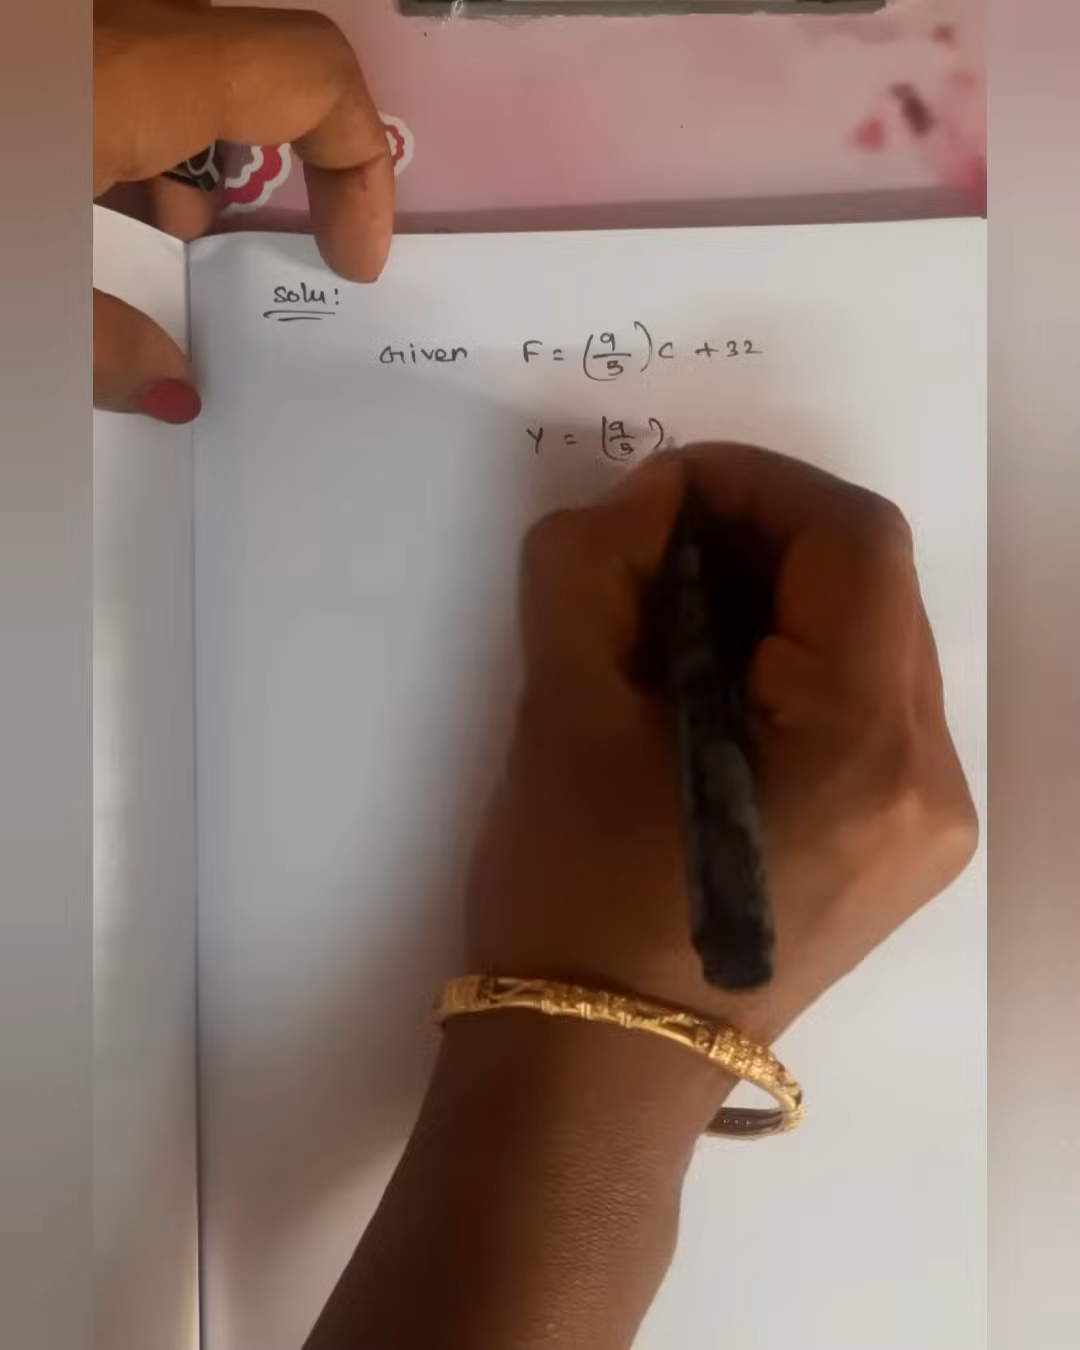 Solu:
Given F = (9/5) C + 32
Y = (9/5)